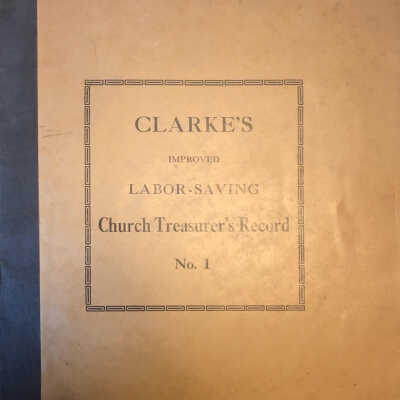 CLARKE'S
IMPROVED
LABOR-SAVING
Church Treasurer's Record
No. 1